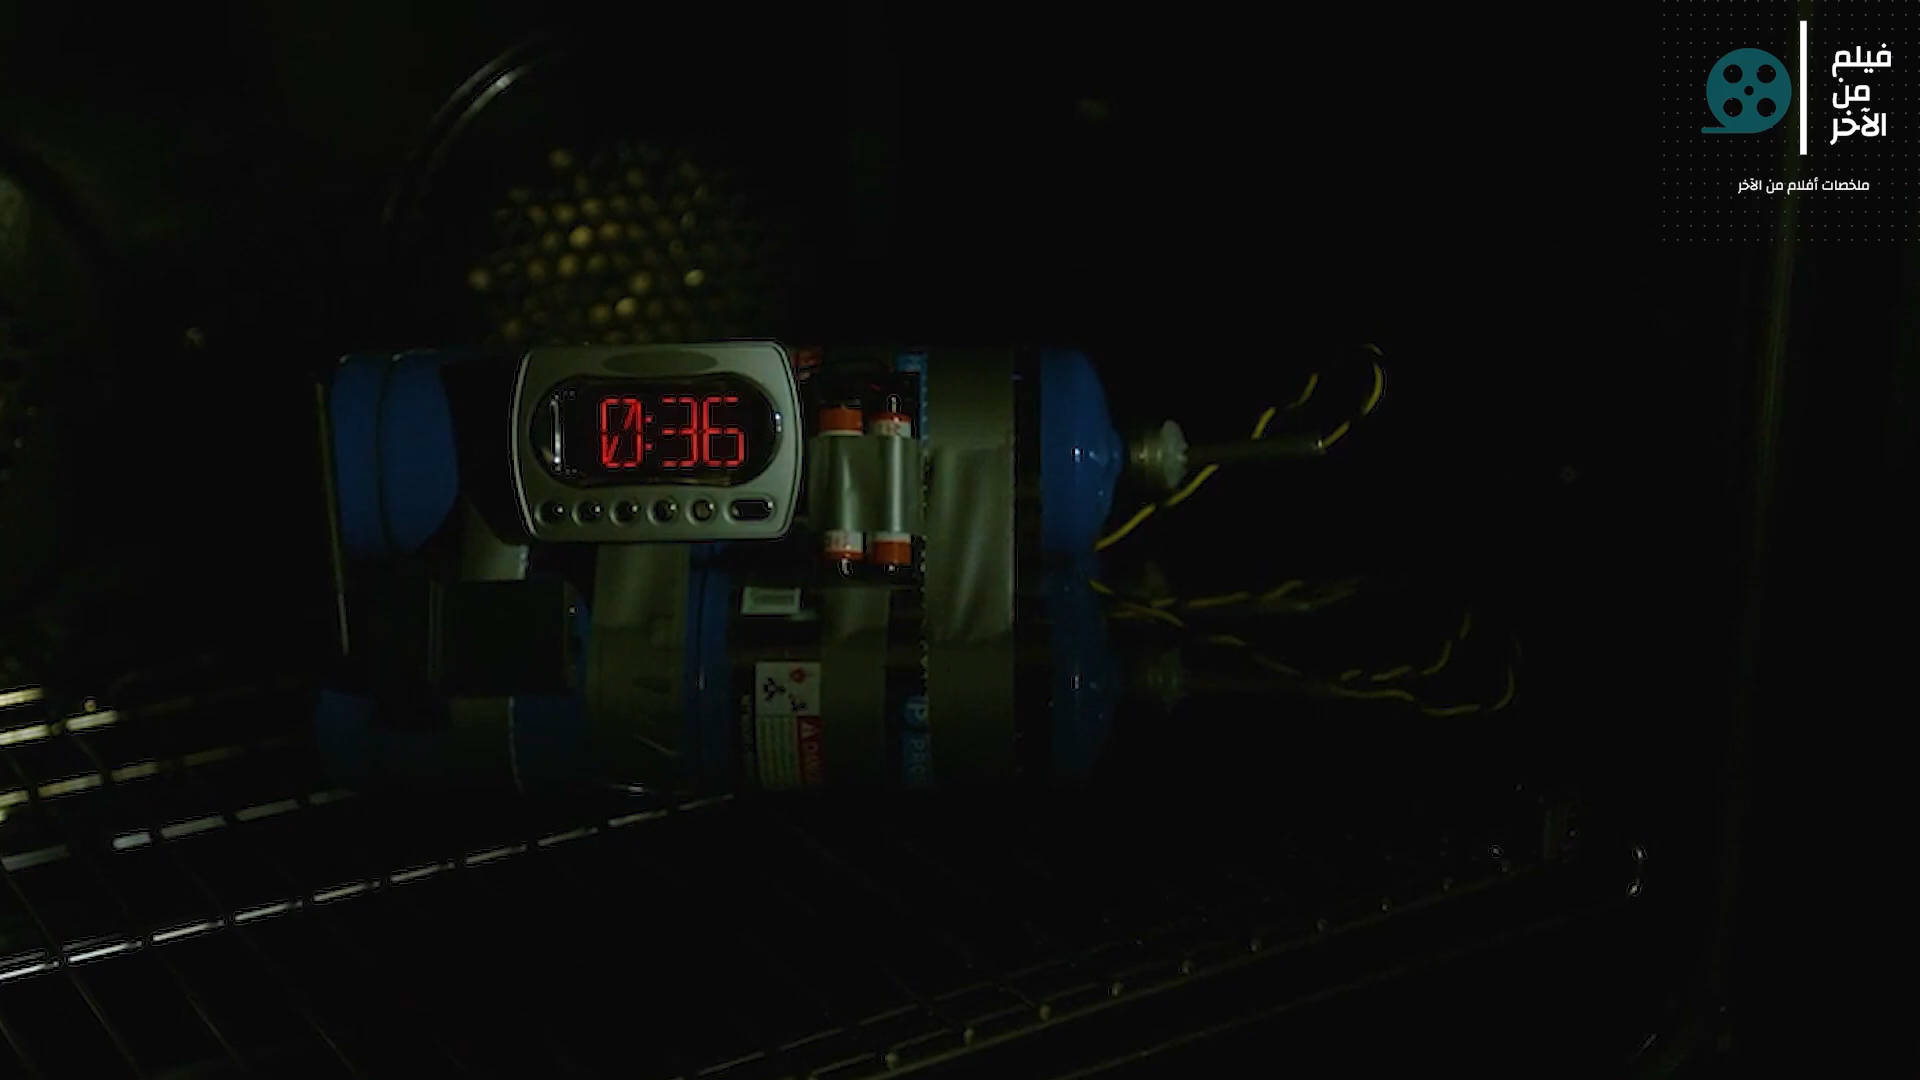 فيلم
من
الآخر
ملخصات أفلام من الآخر
0:36